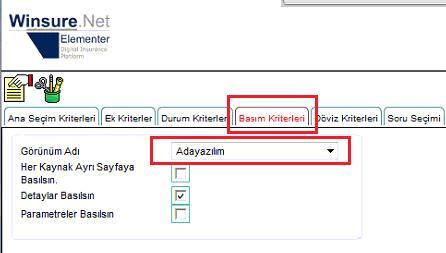 Winsure.Net
Elementer
Digital Insurance
Platform
Ana Seçim Kriterleri Ek Kriterler Durum Kriterleri Basım Kriterleri Döviz Kriterleri Soru Seçimi
Görünüm Adı Adayazılım
Her Kaynak Ayrı Sayfaya
Basılsın.
Detaylar Basılsın
Parametreler Basılsın